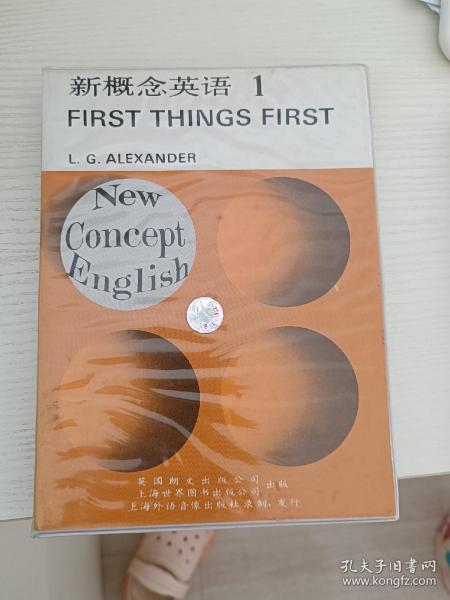 新概念英语 1
FIRST THINGS FIRST
L. G. ALEXANDER
New
Concept
English
英国朗文出版公司
上海世界图书出版公司 出版
上海外语音像出版社录制、发行
孔夫子旧书网
www.kongfz.com